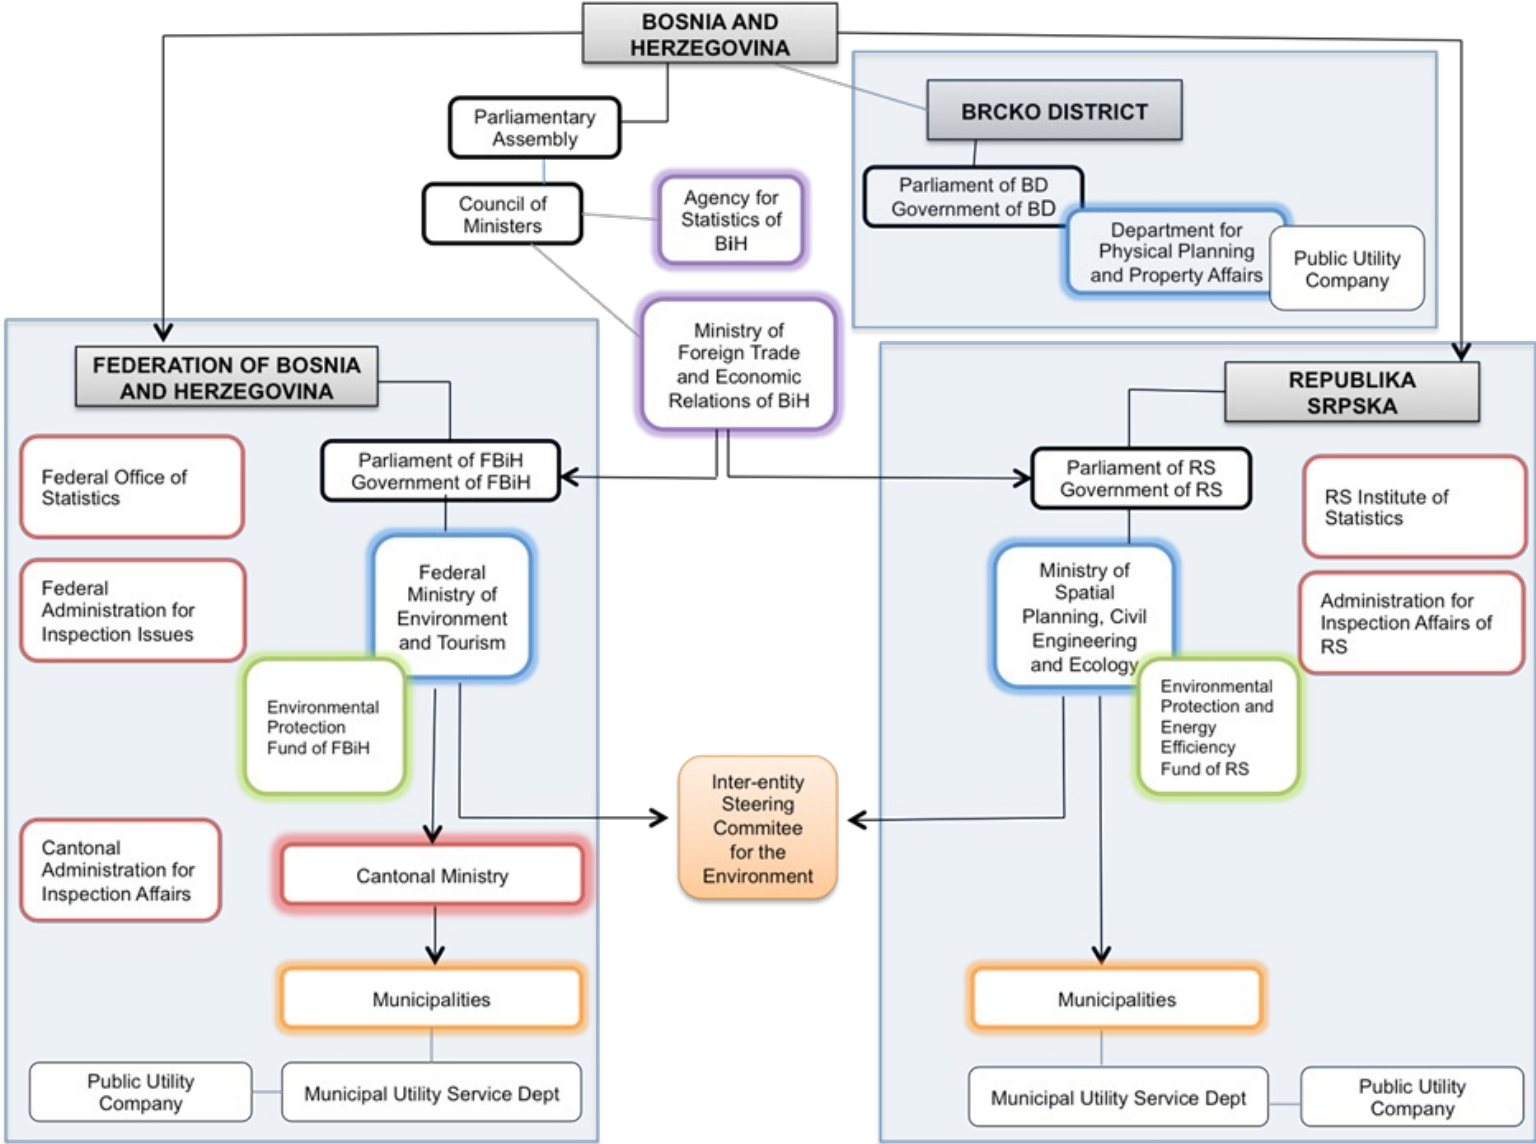 BOSNIA AND
HERZEGOVINA
Parliamentary
Assembly
Council of
Ministers
Agency for
Statistics of
BiH
Ministry of
Foreign Trade
and Economic
Relations of BiH
BRCKO DISTRICT
Parliament of BD
Government of BD
Department for
Physical Planning
and Property Affairs
Public Utility
Company
FEDERATION OF BOSNIA
AND HERZEGOVINA
Parliament of FBiH
Government of FBiH
Federal Office of
Statistics
Federal
Administration for
Inspection Issues
Federal
Ministry of
Environment
and Tourism
Environmental
Protection
Fund of FBiH
Cantonal
Administration for
Inspection Affairs
Cantonal Ministry
Municipalities
Public Utility
Company
Municipal Utility Service Dept
Inter-entity
Steering
Commitee
for the
Environment
REPUBLIKA
SRPSKA
Parliament of RS
Government of RS
RS Institute of
Statistics
Ministry of
Spatial
Planning, Civil
Engineering
and Ecology
Administration for
Inspection Affairs of
RS
Environmental
Protection and
Energy
Efficiency
Fund of RS
Municipalities
Municipal Utility Service Dept
Public Utility
Company